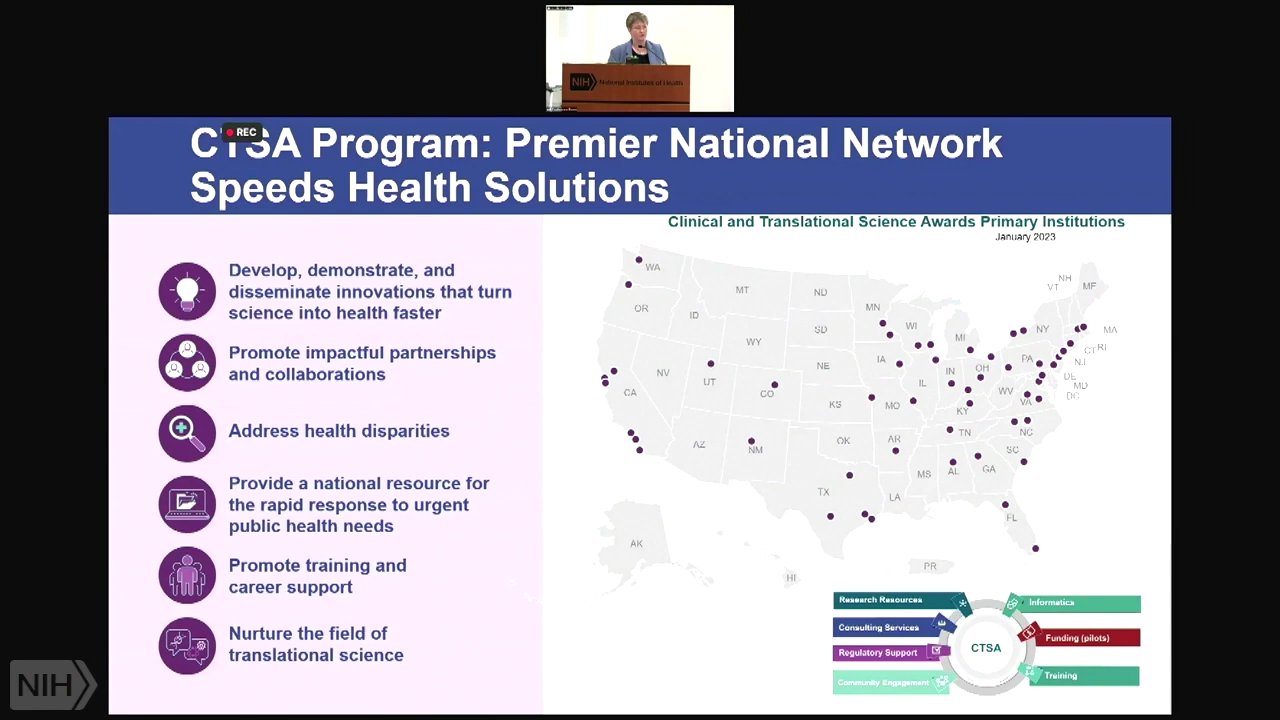 NIH National Institutes of Health
REC
CTSA Program: Premier National Network
Speeds Health Solutions
Clinical and Translational Science Awards Primary Institutions
January 2023
Develop, demonstrate, and
disseminate innovations that turn
science into health faster
Promote impactful partnerships
and collaborations
Address health disparities
Provide a national resource for
the rapid response to urgent
public health needs
Promote training and
career support
Nurture the field of
translational science
WA
OR
ID
MT
ND
MN
WI
MI
NH
VT
ME
NY
MA
CT
RI
SD
WY
NV
UT
CA
CO
NE
IA
IL
IN
OH
PA
NJ
DE
MD
DC
WV
VA
KS
MO
KY
NC
TN
AZ
NM
OK
AR
SC
MS
AL
GA
TX
LA
FL
AK
HI
PR
Research Resources
Consulting Services
Regulatory Support
Community Engagement
CTSA
Informatics
Funding (pilots)
Training
NIH